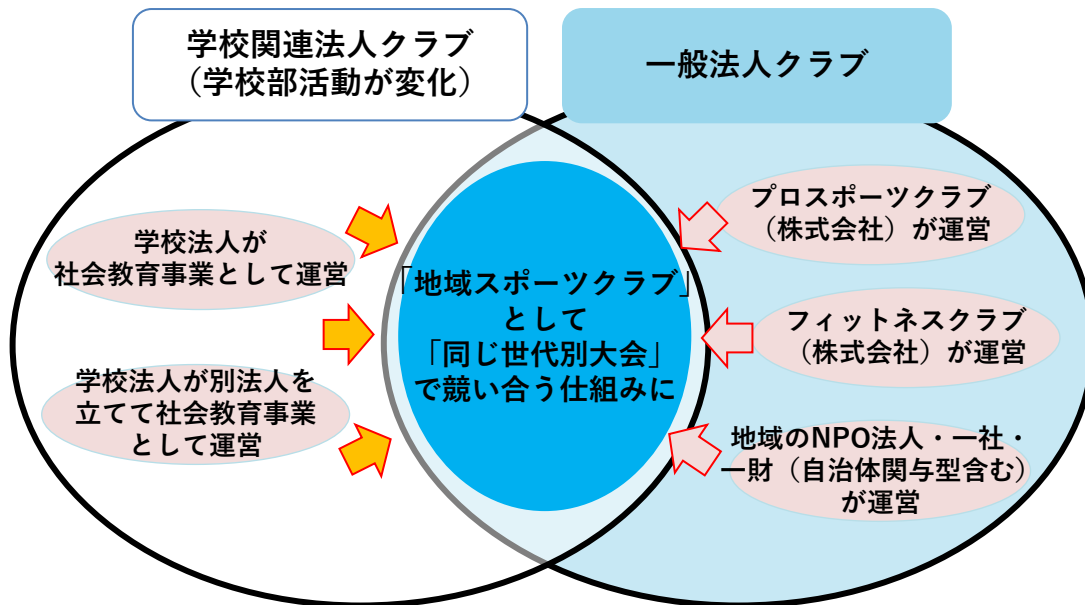 学校関連法人クラブ
（学校部活動が変化）
一般法人クラブ
学校法人が
社会教育事業として運営
学校法人が別法人を
立てて社会教育事業
として運営
「地域スポーツクラブ」
として
「同じ世代別大会」
で競い合う仕組みに
プロスポーツクラブ
（株式会社）が運営
フィットネスクラブ
（株式会社）が運営
地域のNPO法人・一社・
一財（自治体関与型含む）
が運営